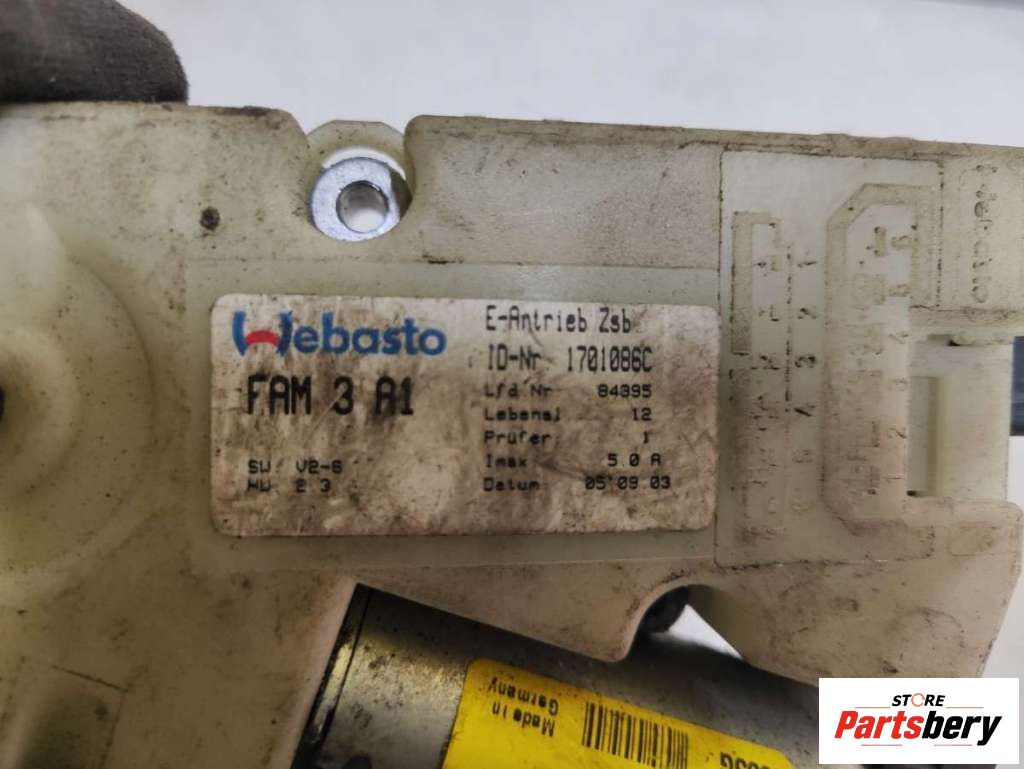 Webasto
FAM 3 A1
SW: V2-6
HW: 2.3
E-Antrieb Zsb
ID-Nr 1701086C
Lfd Nr 84395
Lebensl 12
Prüfer 1
Imax 5.0 A
Datum 05.09.03
Made in
Germany
STORE
Partsbery